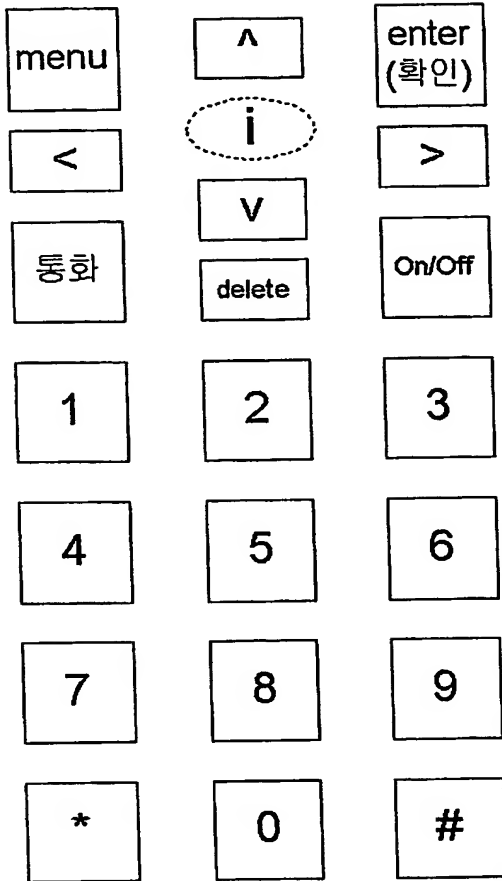 menu
^
enter
(확인)
<
i
>
v
통화
delete
On/Off
1
2
3
4
5
6
7
8
9
*
0
#